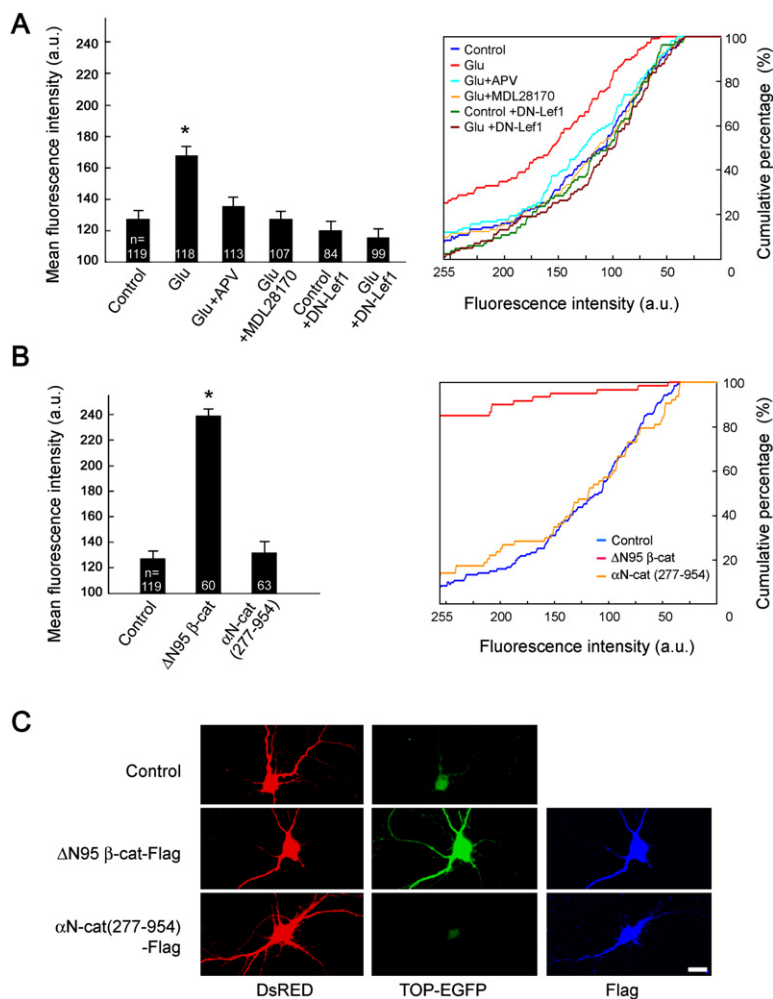 A
Mean fluorescence intensity (a.u.)
240
220
200
180
160
140
120
100
*
n=
119
118
113
107
84
99
Control
Glu
Glu+APV
Glu
+MDL28170
Control
+DN-Lef1
Glu
+DN-Lef1
Control
Glu
Glu+APV
Glu+MDL28170
Control +DN-Lef1
Glu +DN-Lef1
100
80
60
40
20
0
Cumulative percentage (%)
255
200
150
100
50
0
Fluorescence intensity (a.u.)
B
Mean fluorescence intensity (a.u.)
240
220
200
180
160
140
120
100
*
n=
119
60
63
Control
ΔN95 β-cat
αN-cat
(277-954)
Control
ΔN95 β-cat
αN-cat (277-954)
100
80
60
40
20
0
Cumulative percentage (%)
255
200
150
100
50
Fluorescence intensity (a.u.)
C
Control
ΔN95 β-cat-Flag
αN-cat(277-954)
-Flag
DsRED
TOP-EGFP
Flag